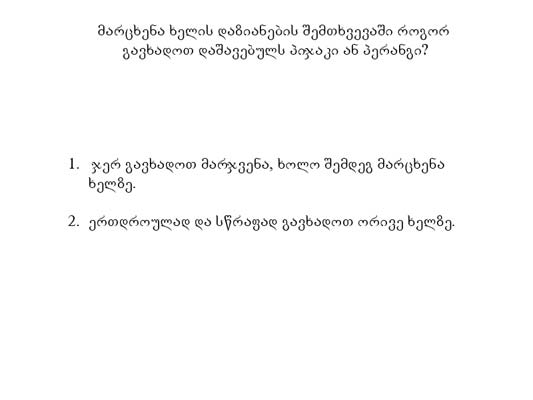 მარცხენა ხელის დაზიანების შემთხვევაში როგორ
გავხადოთ დაშავებულს პიჯაკი ან პერანგი?
1. ჯერ გავხადოთ მარჯვენა, ხოლო შემდეგ მარცხენა
ხელზე.
2. ერთდროულად და სწრაფად გავხადოთ ორივე ხელზე.